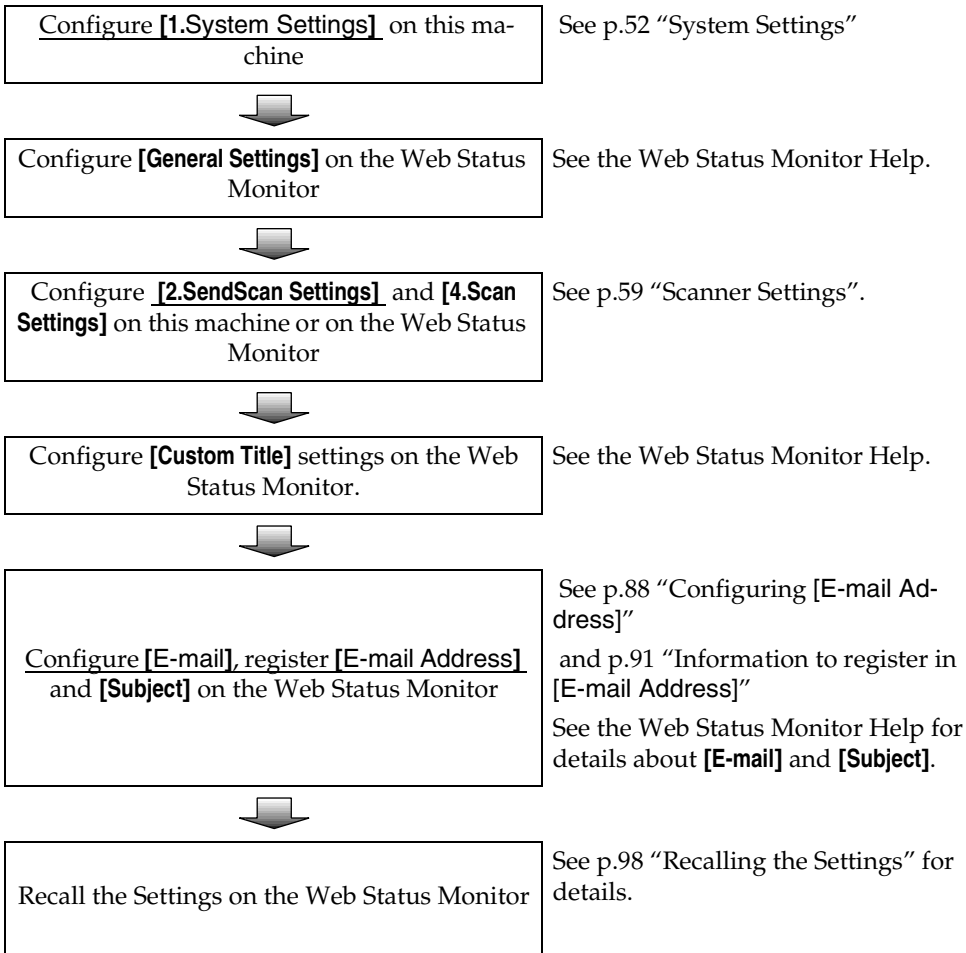 Configure [1.System Settings] on this ma-
chine
See p.52 “System Settings”
Configure [General Settings] on the Web Status
Monitor
See the Web Status Monitor Help.
Configure [2.SendScan Settings] and [4.Scan
Settings] on this machine or on the Web Status
Monitor
See p.59 “Scanner Settings”.
Configure [Custom Title] settings on the Web
Status Monitor.
See the Web Status Monitor Help.
Configure [E-mail], register [E-mail Address]
and [Subject] on the Web Status Monitor
See p.88 “Configuring [E-mail Ad-
dress]”
and p.91 “Information to register in
[E-mail Address]”
See the Web Status Monitor Help for
details about [E-mail] and [Subject].
Recall the Settings on the Web Status Monitor
See p.98 “Recalling the Settings” for
details.